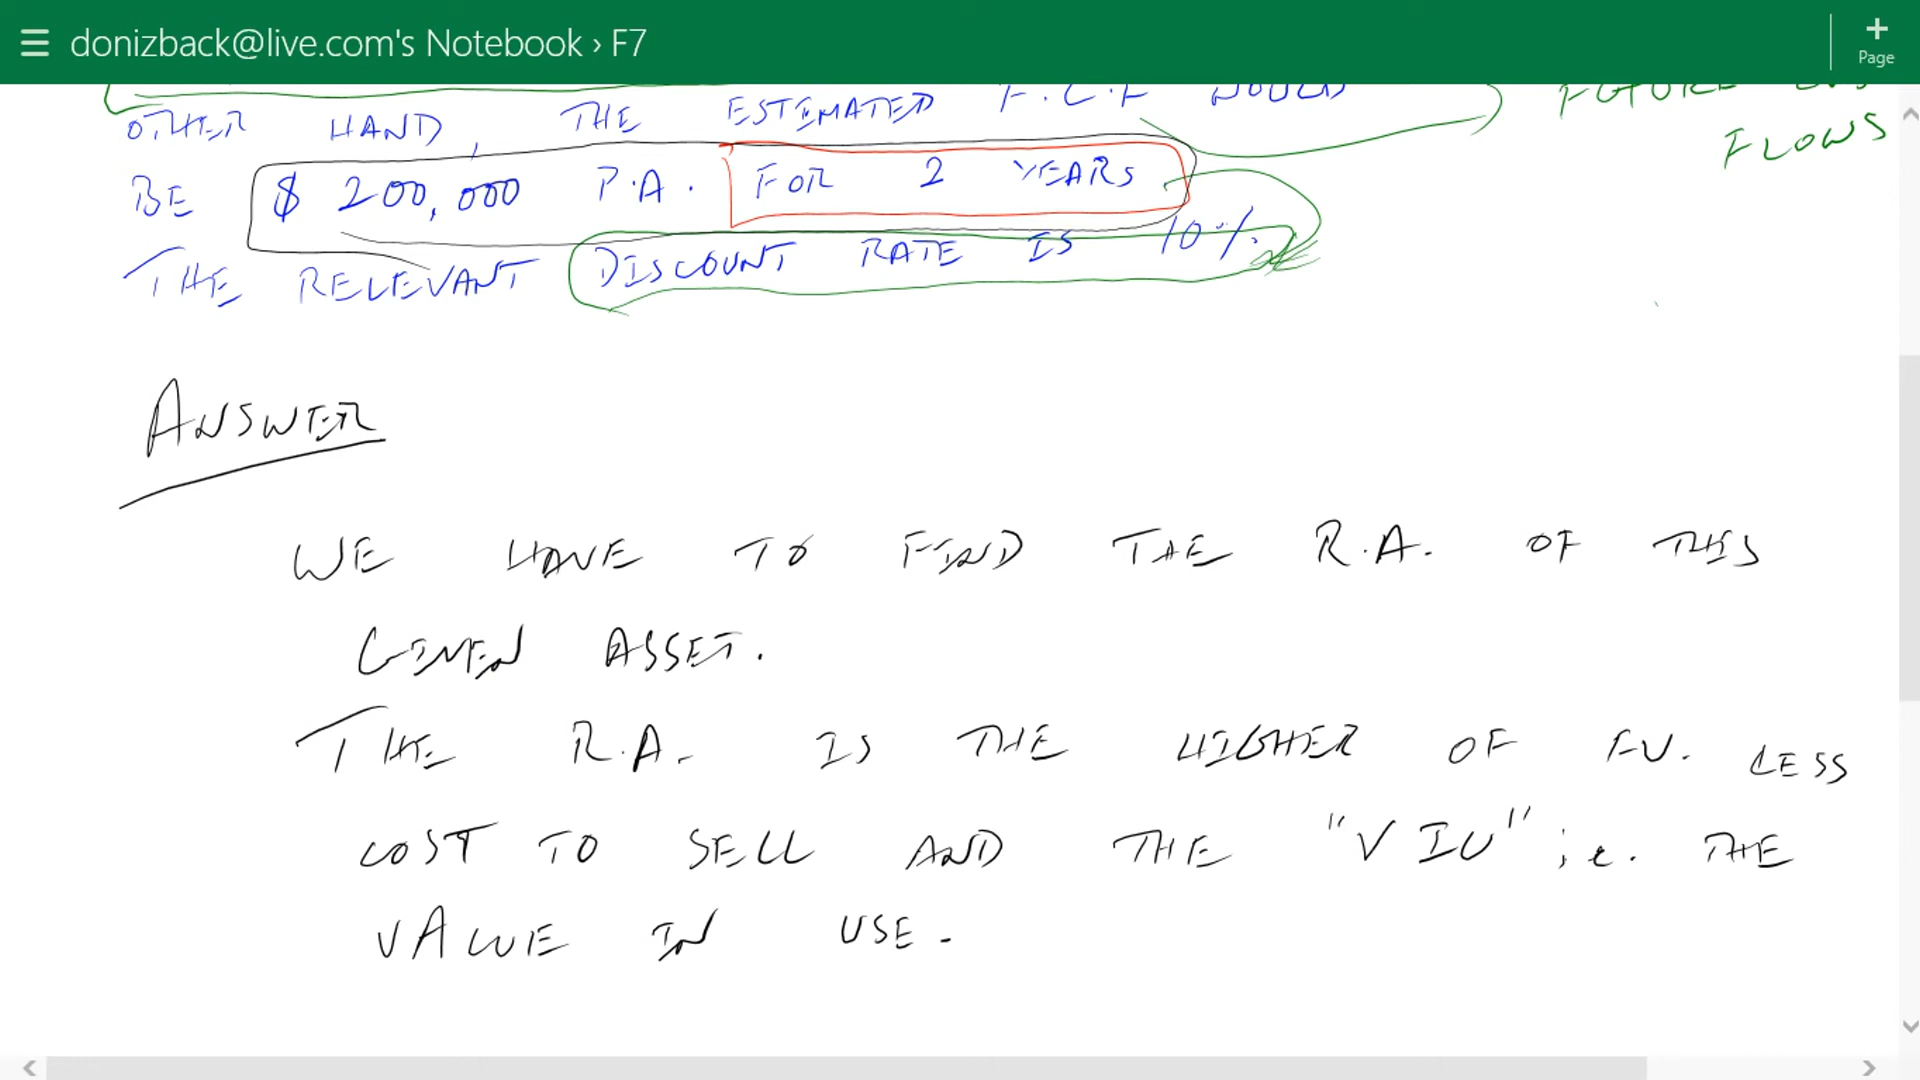 donizback@live.com's Notebook › F7
Page
OTHER HAND, THE ESTIMATED F.C.F WOULD
FUTURE
FLOWS
BE $ 200,000 P.A. FOR 2 YEARS
THE RELEVANT DISCOUNT RATE IS 10%.
ANSWER
WE HAVE TO FIND THE R.A. OF THIS
GIVEN ASSET.
THE R.A. IS THE HIGHER OF FV. LESS
COST TO SELL AND THE "VIU" i.e. THE
VALUE IN USE.